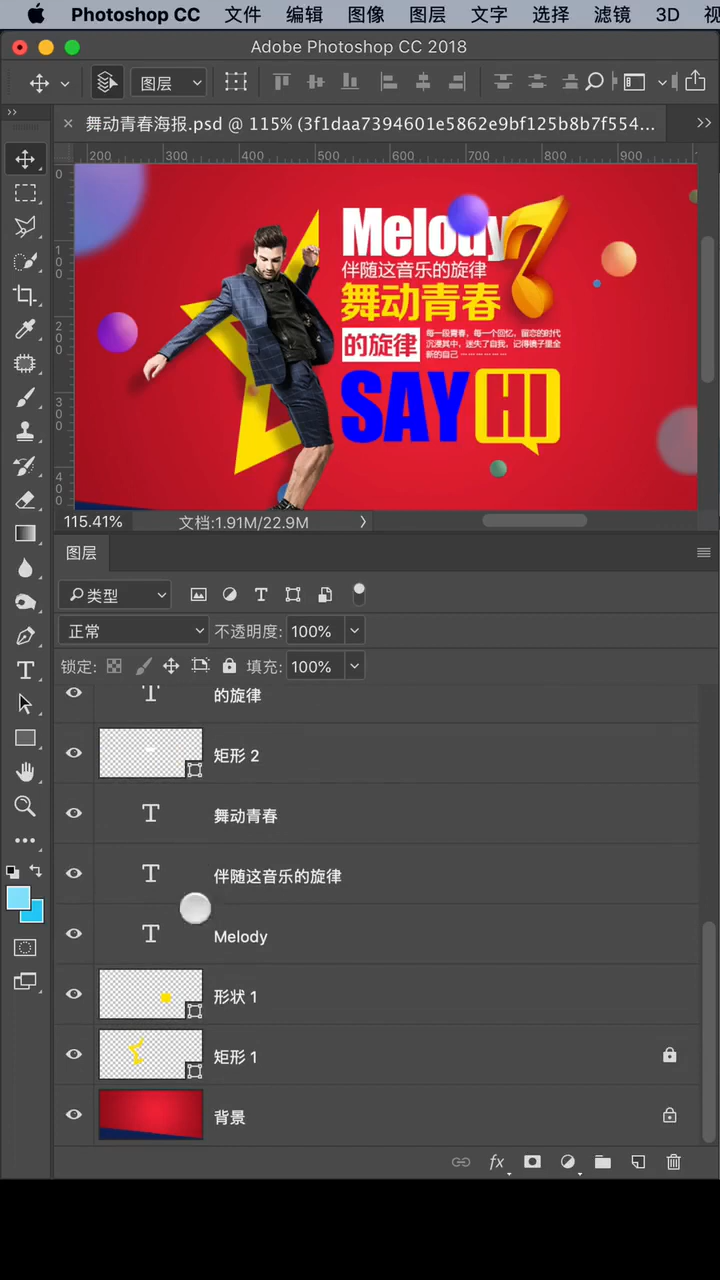 Photoshop CC 文件 编辑 图像 图层 文字 选择 滤镜 3D 视
Adobe Photoshop CC 2018
图层
舞动青春海报.psd @ 115% (3f1daa7394601e5862e9bf125b8b7f554...
200 300 400 500 600 700 800 900
0
100
200
300
400
Melody
伴随这音乐的旋律
舞动青春
的旋律
每一段青春，每一个回忆，留恋的时代
沉浸其中，迷失了自我，记得镜子里全
新的自己 ………………
SAY HI
115.41% 文档:1.91M/22.9M
图层
类型
正常 不透明度: 100%
锁定: 填充: 100%
的旋律
矩形 2
舞动青春
伴随这音乐的旋律
Melody
形状 1
矩形 1
背景
fx